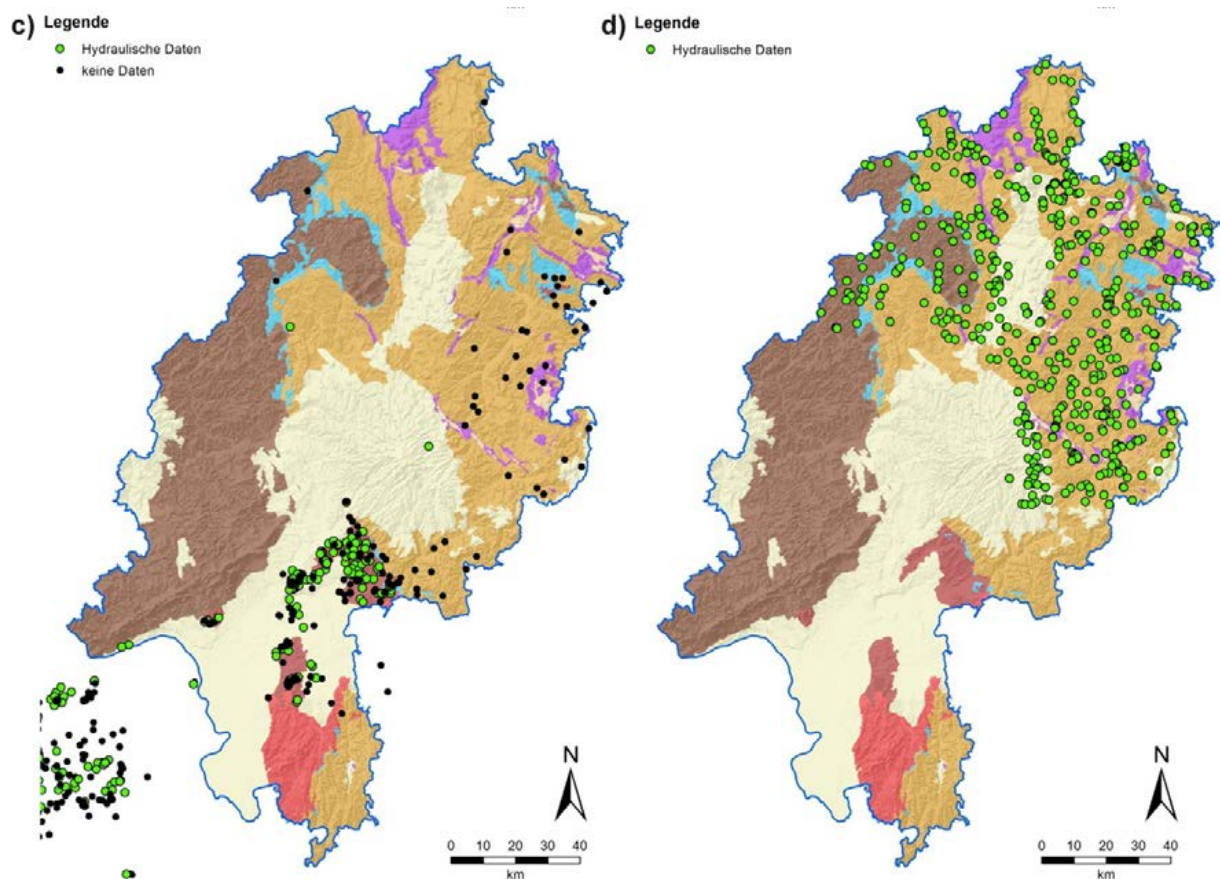 c) Legende
Hydraulische Daten
keine Daten
N
0 10 20 30 40
km
d) Legende
Hydraulische Daten
N
0 10 20 30 40
km